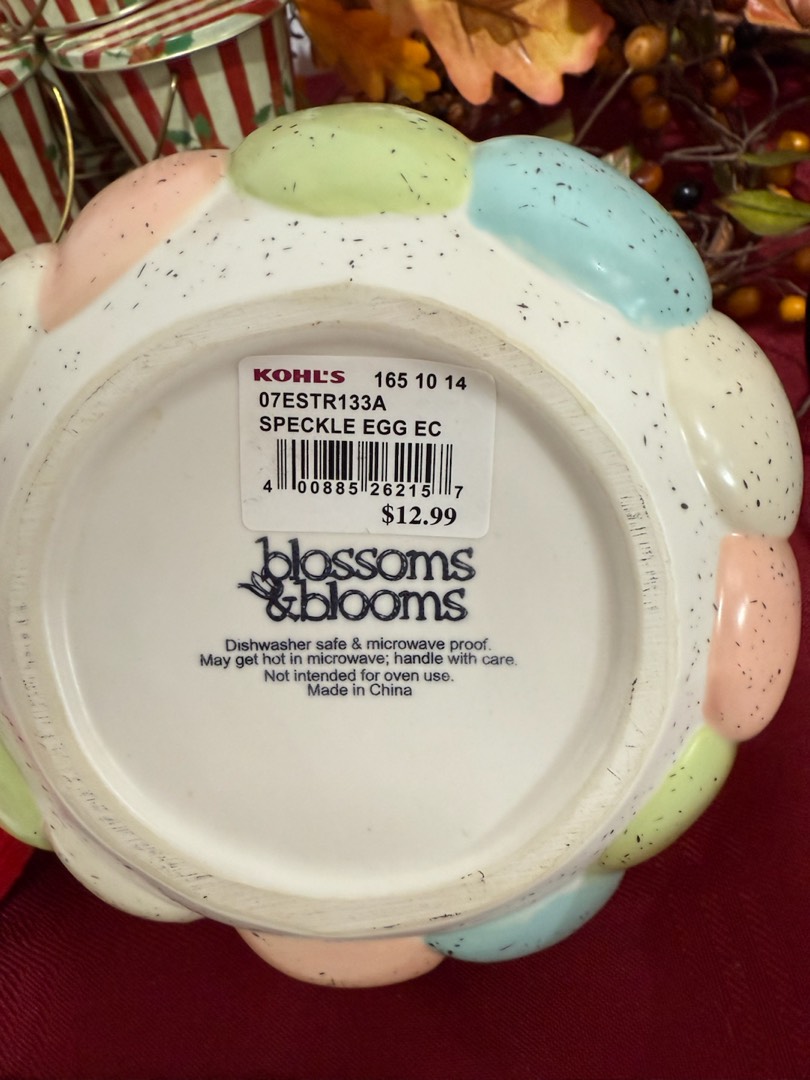 KOHL'S 165 10 14
07ESTR133A
SPECKLE EGG EC
4 00885 26215 7
$12.99
blossoms
&blooms
Dishwasher safe & microwave proof.
May get hot in microwave; handle with care.
Not intended for oven use.
Made in China